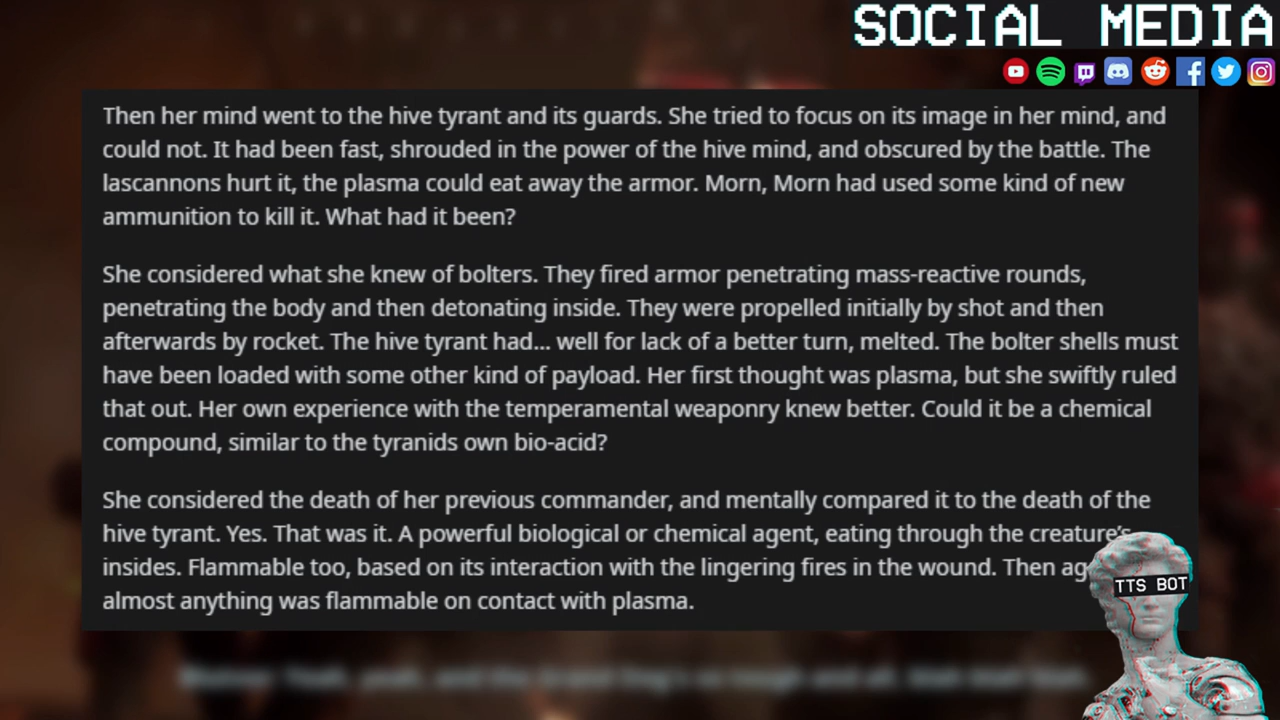 SOCIAL MEDIA
Then her mind went to the hive tyrant and its guards. She tried to focus on its image in her mind, and
could not. It had been fast, shrouded in the power of the hive mind, and obscured by the battle. The
lascannons hurt it, the plasma could eat away the armor. Morn, Morn had used some kind of new
ammunition to kill it. What had it been?
She considered what she knew of bolters. They fired armor penetrating mass-reactive rounds,
penetrating the body and then detonating inside. They were propelled initially by shot and then
afterwards by rocket. The hive tyrant had... well for lack of a better turn, melted. The bolter shells must
have been loaded with some other kind of payload. Her first thought was plasma, but she swiftly ruled
that out. Her own experience with the temperamental weaponry knew better. Could it be a chemical
compound, similar to the tyranids own bio-acid?
She considered the death of her previous commander, and mentally compared it to the death of the
hive tyrant. Yes. That was it. A powerful biological or chemical agent, eating through the creature's
insides. Flammable too, based on its interaction with the lingering fires in the wound. Then
almost anything was flammable on contact with plasma.
TTS BOT